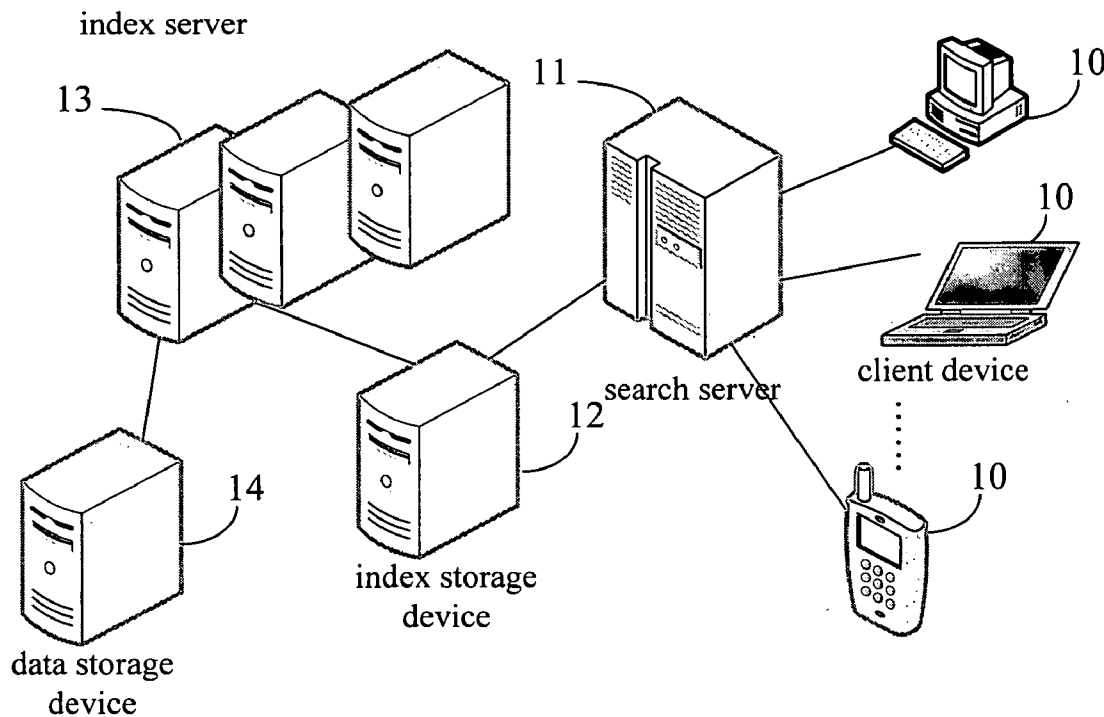 index server
13
11
10
10
client device
search server
12
14
10
index storage
device
data storage
device